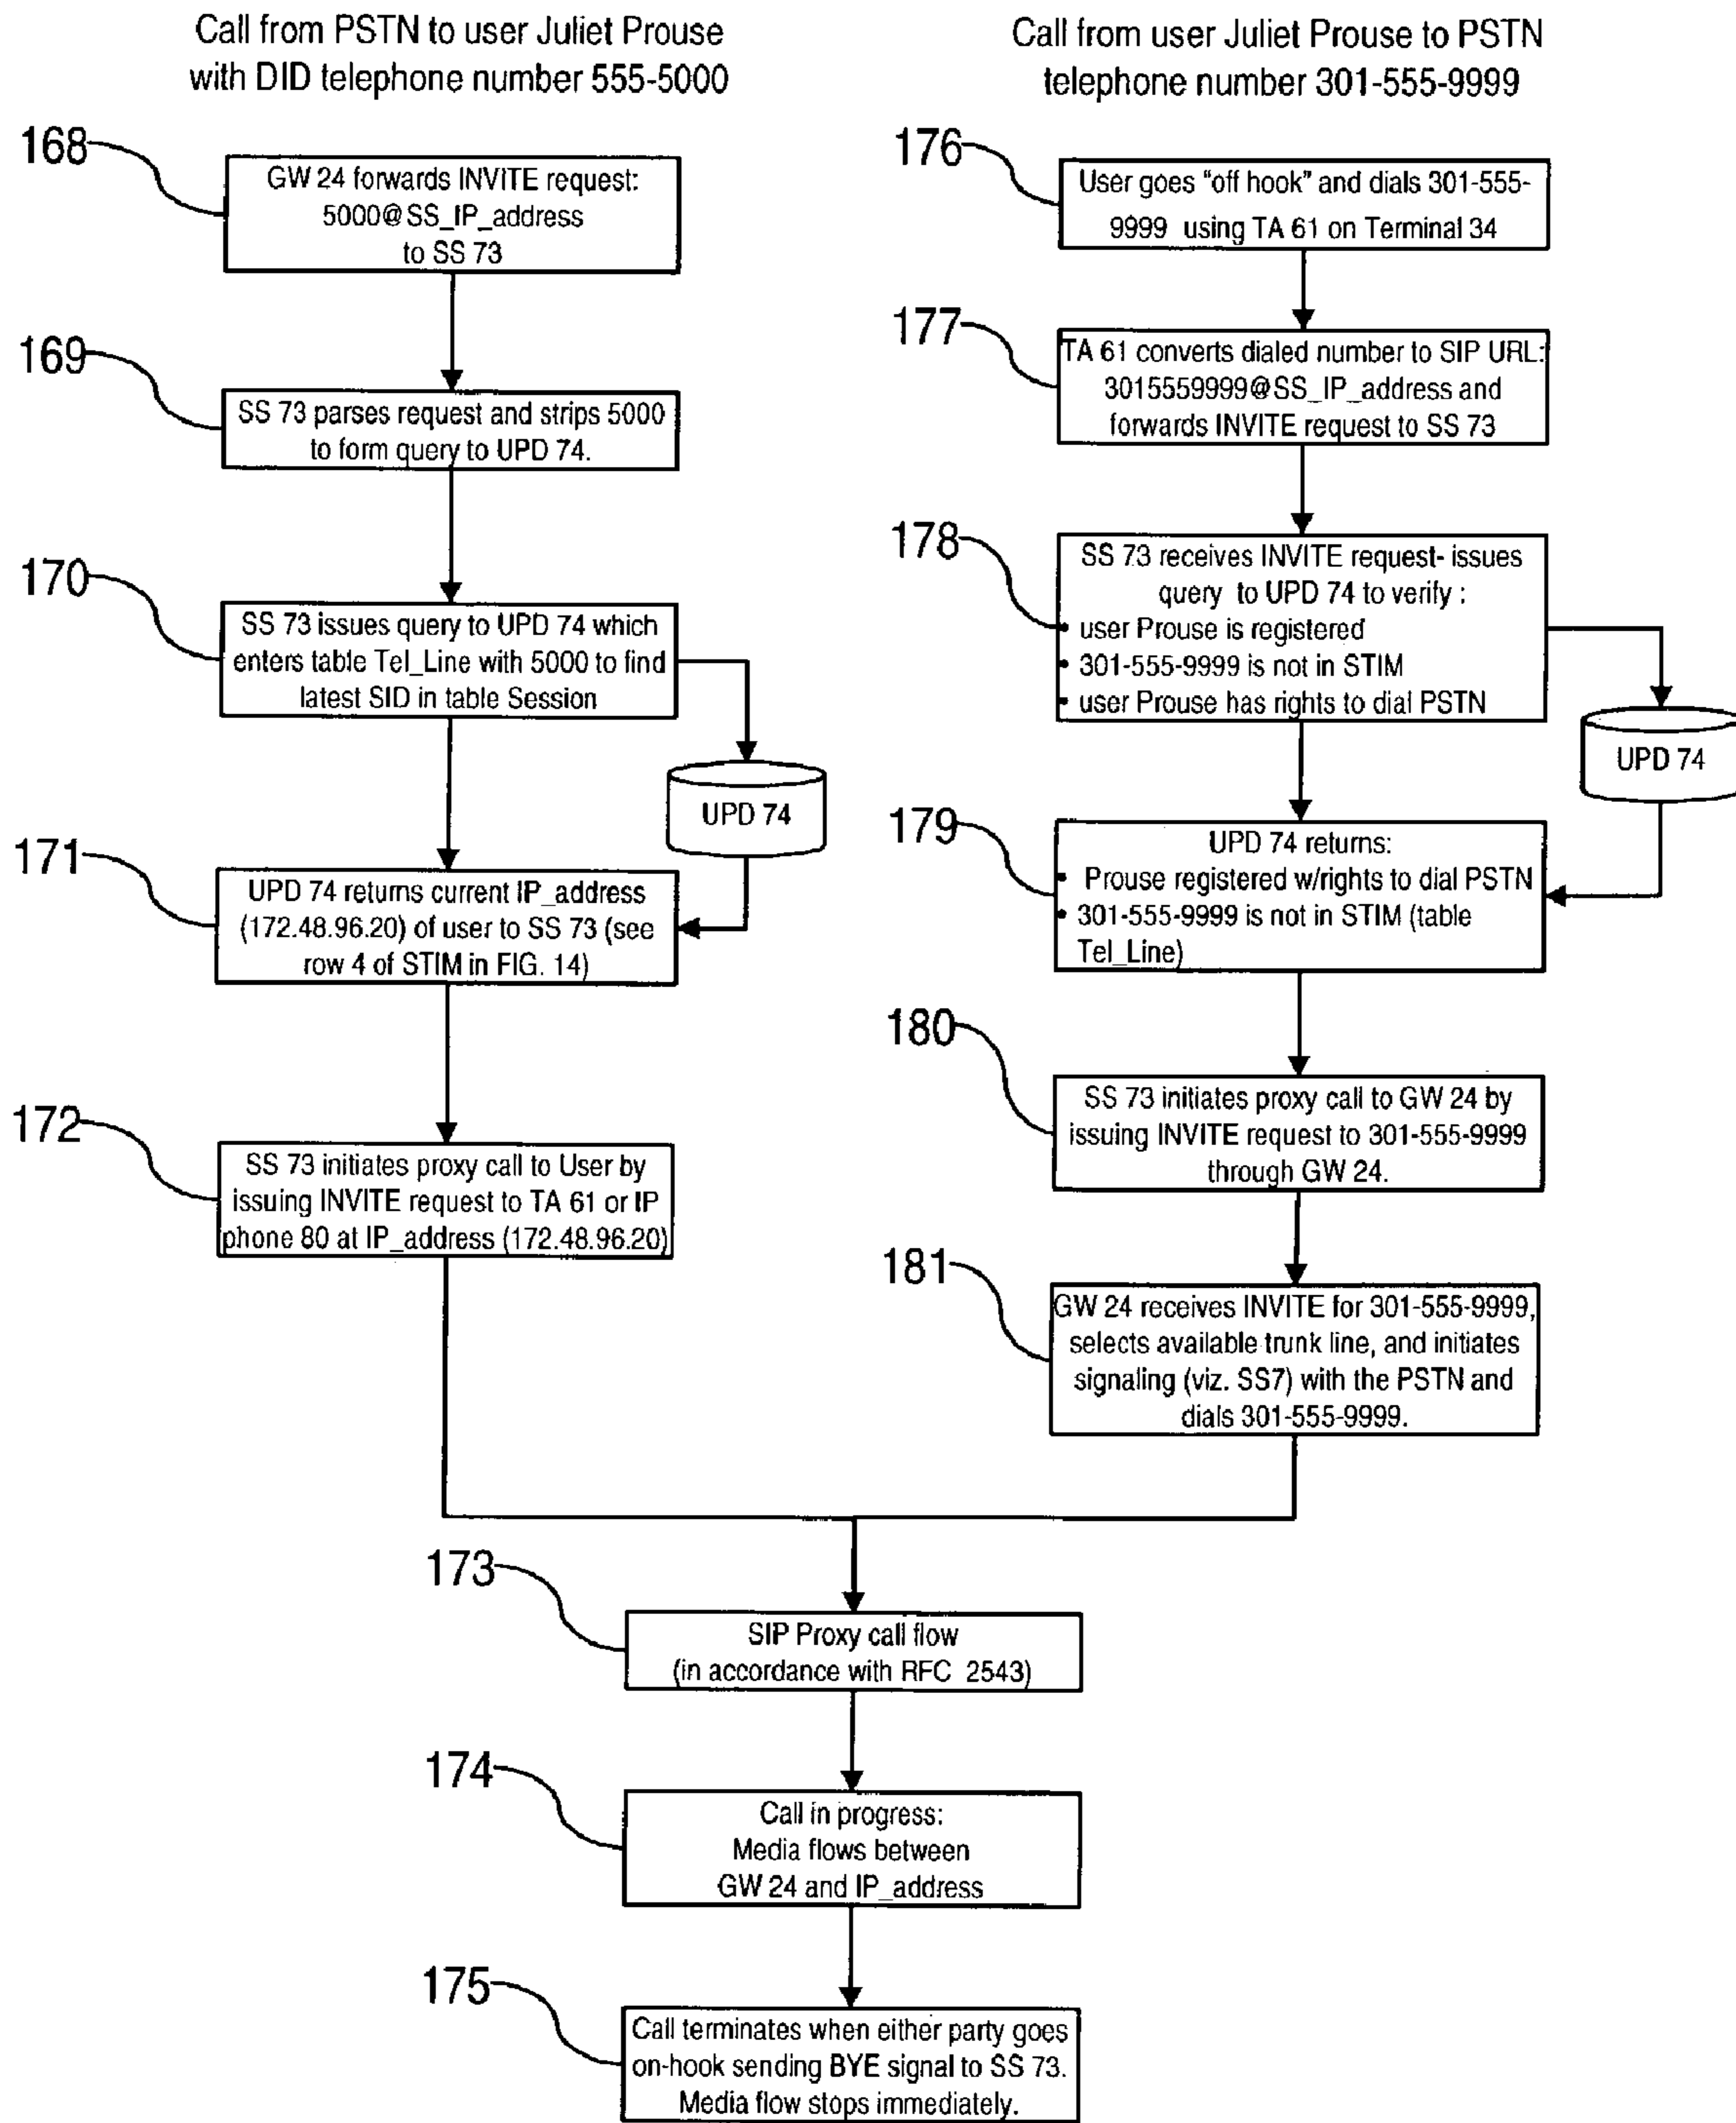 Call from PSTN to user Juliet Prouse
with DID telephone number 555-5000
168
GW 24 forwards INVITE request:
5000@SS_IP_address
to SS 73
169
SS 73 parses request and strips 5000
to form query to UPD 74.
170
SS 73 issues query to UPD 74 which
enters table Tel_Line with 5000 to find
latest SID in table Session
UPD 74
171
UPD 74 returns current IP_address
(172.48.96.20) of user to SS 73 (see
row 4 of STIM in FIG. 14)
172
SS 73 initiates proxy call to User by
issuing INVITE request to TA 61 or IP
phone 80 at IP_address (172.48.96.20)
Call from user Juliet Prouse to PSTN
telephone number 301-555-9999
176
User goes "off hook" and dials 301-555-
9999 using TA 61 on Terminal 34
177
TA 61 converts dialed number to SIP URL:
3015559999@SS_IP_address and
forwards INVITE request to SS 73
178
SS 73 receives INVITE request- issues
query to UPD 74 to verify :
• user Prouse is registered
• 301-555-9999 is not in STIM
• user Prouse has rights to dial PSTN
UPD 74
179
UPD 74 returns:
• Prouse registered w/rights to dial PSTN
• 301-555-9999 is not in STIM (table
Tel_Line)
180
SS 73 initiates proxy call to GW 24 by
issuing INVITE request to 301-555-9999
through GW 24.
181
GW 24 receives INVITE for 301-555-9999,
selects available trunk line, and initiates
signaling (viz. SS7) with the PSTN and
dials 301-555-9999.
173
SIP Proxy call flow
(in accordance with RFC 2543)
174
Call in progress:
Media flows between
GW 24 and IP_address
175
Call terminates when either party goes
on-hook sending BYE signal to SS 73.
Media flow stops immediately.